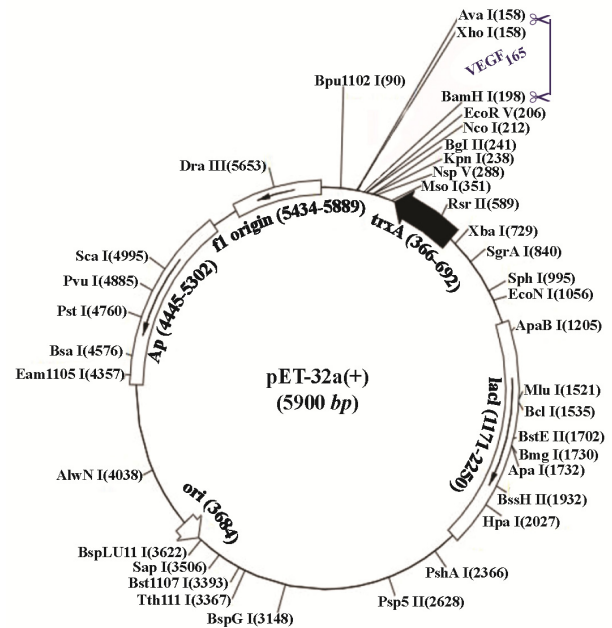 Ava I(158)
Xho I(158)
VEGF165
BamH I(198)
EcoR V(206)
Nco I(212)
BgI II(241)
Kpn I(238)
Nsp V(288)
Mso I(351)
Rsr II(589)
Xba I(729)
SgrA I(840)
Sph I(995)
EcoN I(1056)
ApaB I(1205)
Mlu I(1521)
Bcl I(1535)
BstE II(1702)
Bmg I(1730)
Apa I(1732)
BssH II(1932)
Hpa I(2027)
PshA I(2366)
Psp5 II(2628)
BspG I(3148)
Tth111 I(3367)
Bst1107 I(3393)
Sap I(3506)
BspLU11 I(3622)
AlwN I(4038)
Eam1105 I(4357)
Bsa I(4576)
Pst I(4760)
Pvu I(4885)
Sca I(4995)
Dra III(5653)
Bpu1102 I(90)
f1 origin (5434-5889)
trxA (366-692)
Ap (4445-5302)
lacI (1171-2250)
ori (3684)
pET-32a(+)
(5900 bp)